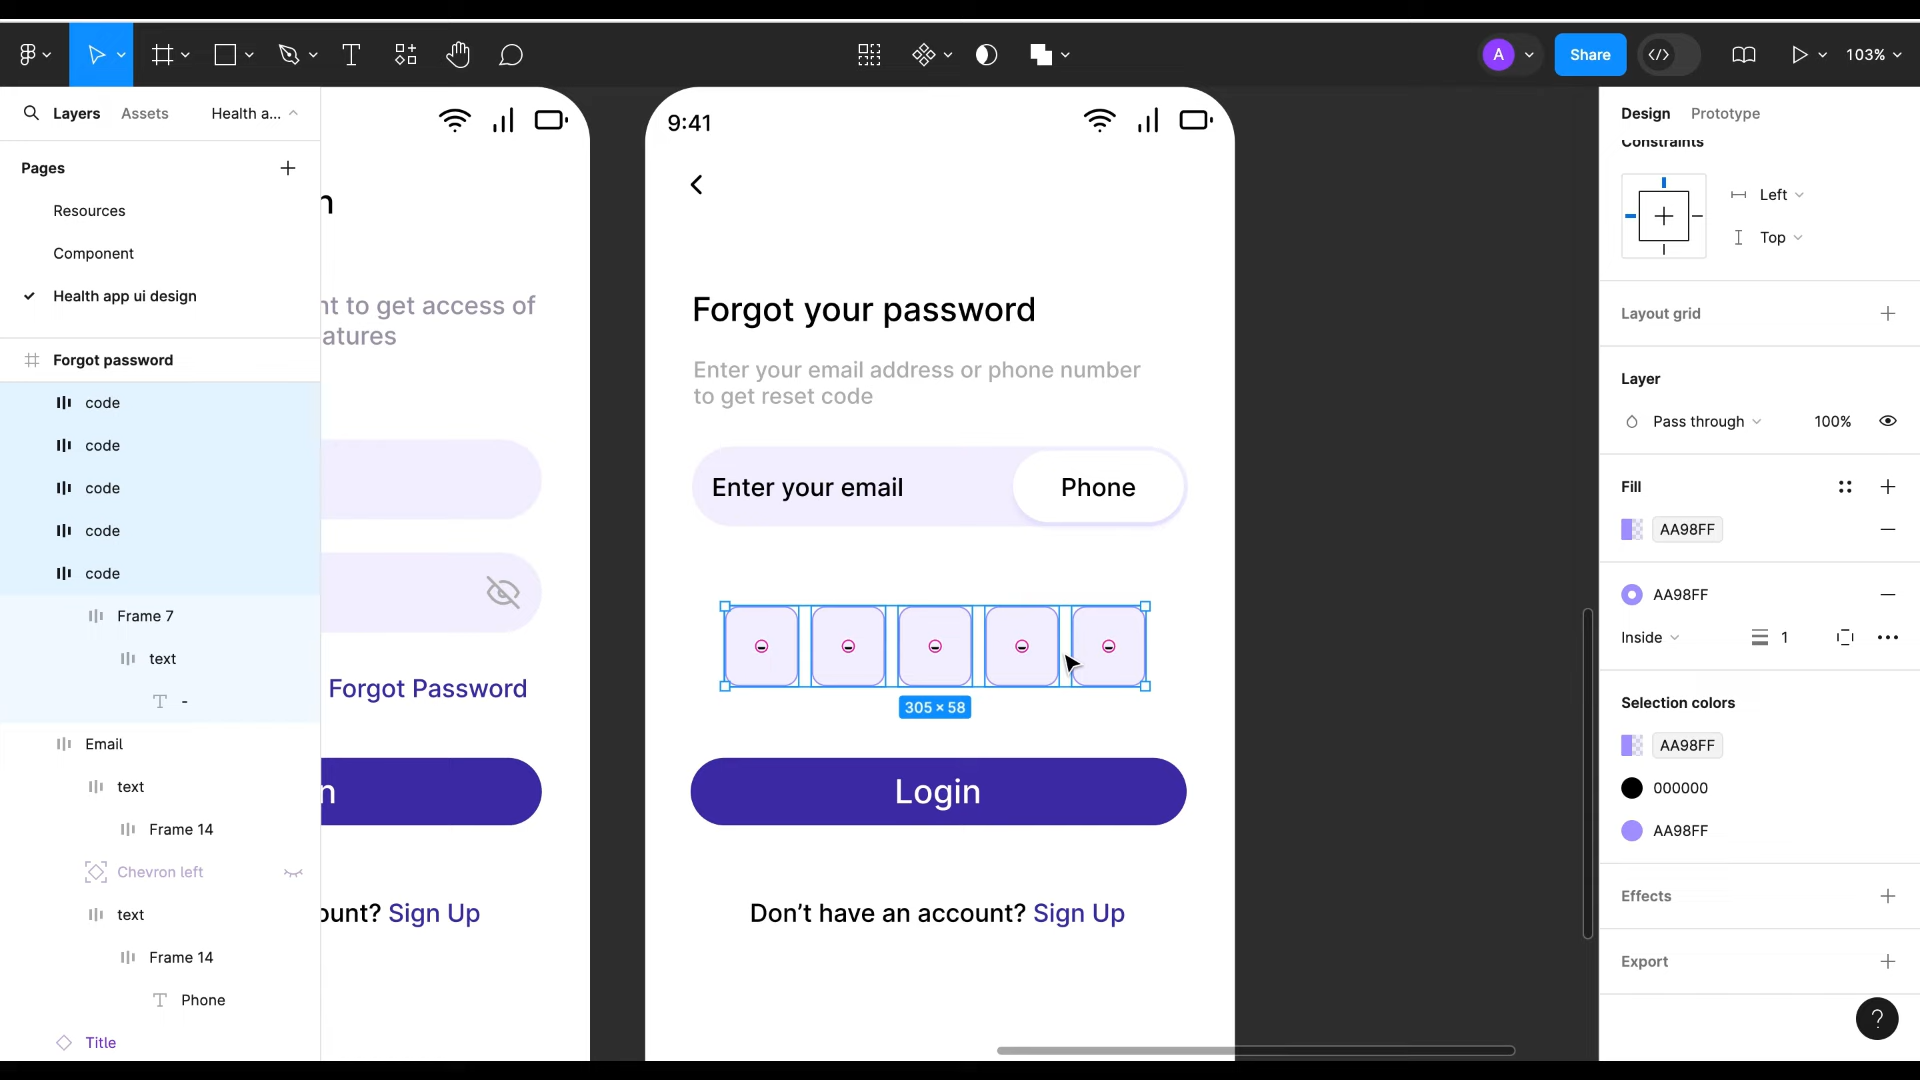 A
Share
103%
Layers
Assets
Health a...
Pages
Resources
Component
Health app ui design
Forgot password
code
code
code
code
code
Frame 7
text
T -
Email
text
Frame 14
Chevron left
text
Frame 14
T Phone
Title
n
nt to get access of
atures
Forgot Password
n
ount? Sign Up
9:41
Forgot your password
Enter your email address or phone number
to get reset code
Enter your email
Phone
-
-
-
-
-
305 × 58
Login
Don’t have an account? Sign Up
Design
Prototype
Constraints
Left
Top
Layout grid
Layer
Pass through
100%
Fill
AA98FF
AA98FF
Inside
1
Selection colors
AA98FF
000000
AA98FF
Effects
Export
?